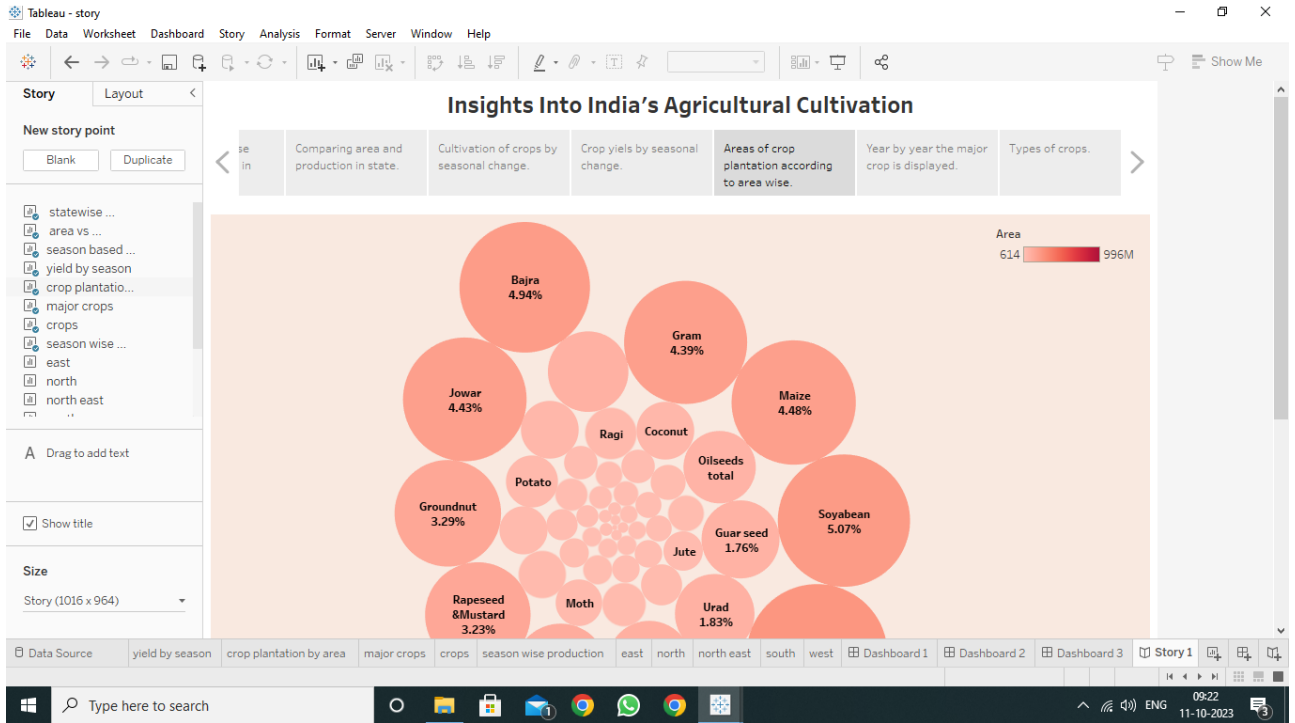 Tableau - story
File Data Worksheet Dashboard Story Analysis Format Server Window Help
Show Me
Story Layout
New story point
Blank Duplicate
statewise ...
area vs ...
season based ...
yield by season
crop plantatio...
major crops
crops
season wise ...
east
north
north east
A Drag to add text
Show title
Size
Story (1016 x 964)
Insights Into India's Agricultural Cultivation
se
in
Comparing area and
production in state.
Cultivation of crops by
seasonal change.
Crop yiels by seasonal
change.
Areas of crop
plantation according
to area wise.
Year by year the major
crop is displayed.
Types of crops.
Area
614 996M
Bajra
4.94%
Gram
4.39%
Jowar
4.43%
Maize
4.48%
Ragi
Coconut
Oilseeds
total
Potato
Groundnut
3.29%
Soyabean
5.07%
Guar seed
1.76%
Jute
Rapeseed
&Mustard
3.23%
Moth
Urad
1.83%
Data Source yield by season crop plantation by area major crops crops season wise production east north north east south west Dashboard 1 Dashboard 2 Dashboard 3 Story 1
Type here to search
1
ENG
09:22
11-10-2023
3